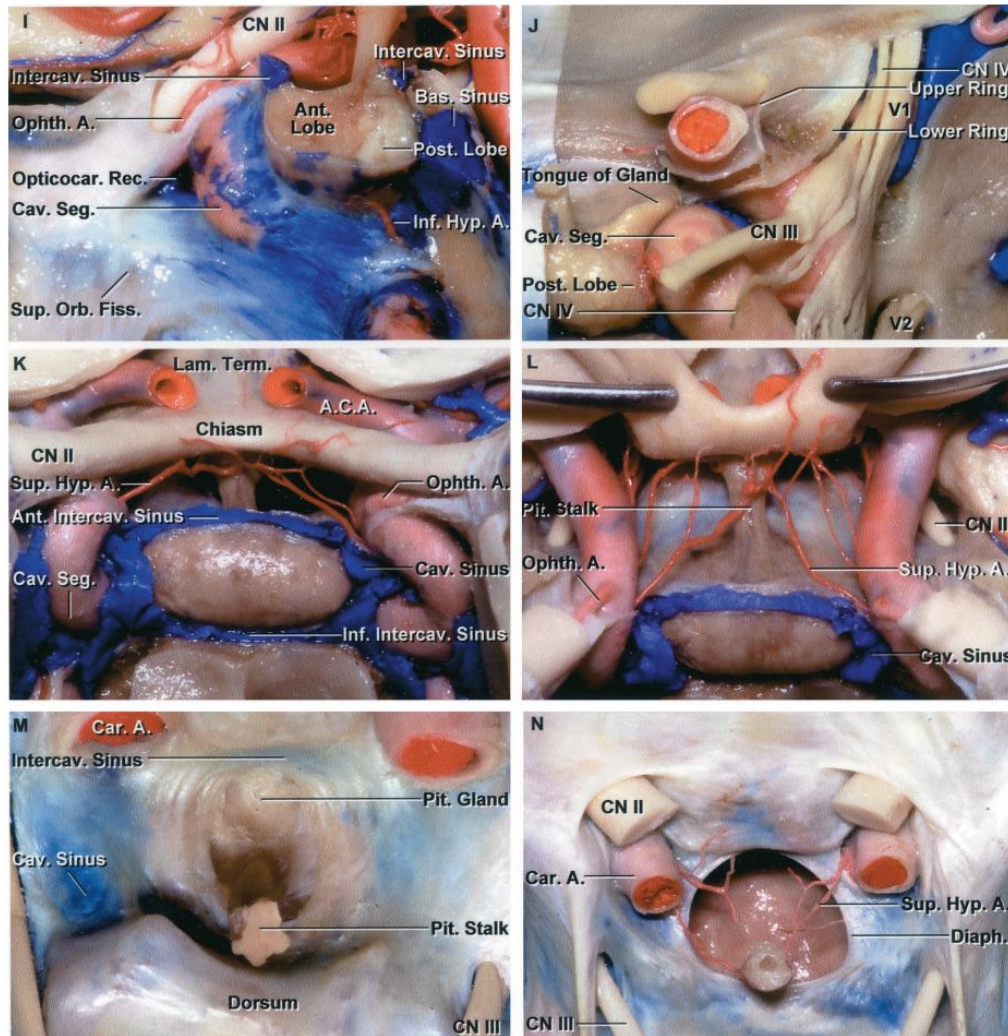 I
CN II
Intercav. Sinus
Intercav. Sinus
Bas. Sinus
Ophth. A.
Ant.
Lobe
Post. Lobe
Opticocar. Rec.
Cav. Seg.
Inf. Hyp. A.
Sup. Orb. Fiss.
J
CN IV
Upper Ring
V1
Lower Ring
Tongue of Gland
Cav. Seg.
CN III
Post. Lobe
CN IV
V2
K
Lam. Term.
A.C.A.
Chiasm
CN II
Sup. Hyp. A.
Ophth. A.
Ant. Intercav. Sinus
Cav. Seg.
Cav. Sinus
Inf. Intercav. Sinus
L
Pit. Stalk
CN II
Ophth. A.
Sup. Hyp. A.
Cav. Sinus
M
Car. A.
Intercav. Sinus
Pit. Gland
Cav. Sinus
Pit. Stalk
Dorsum
CN III
N
CN II
Car. A.
Sup. Hyp. A.
Diaph.
CN III